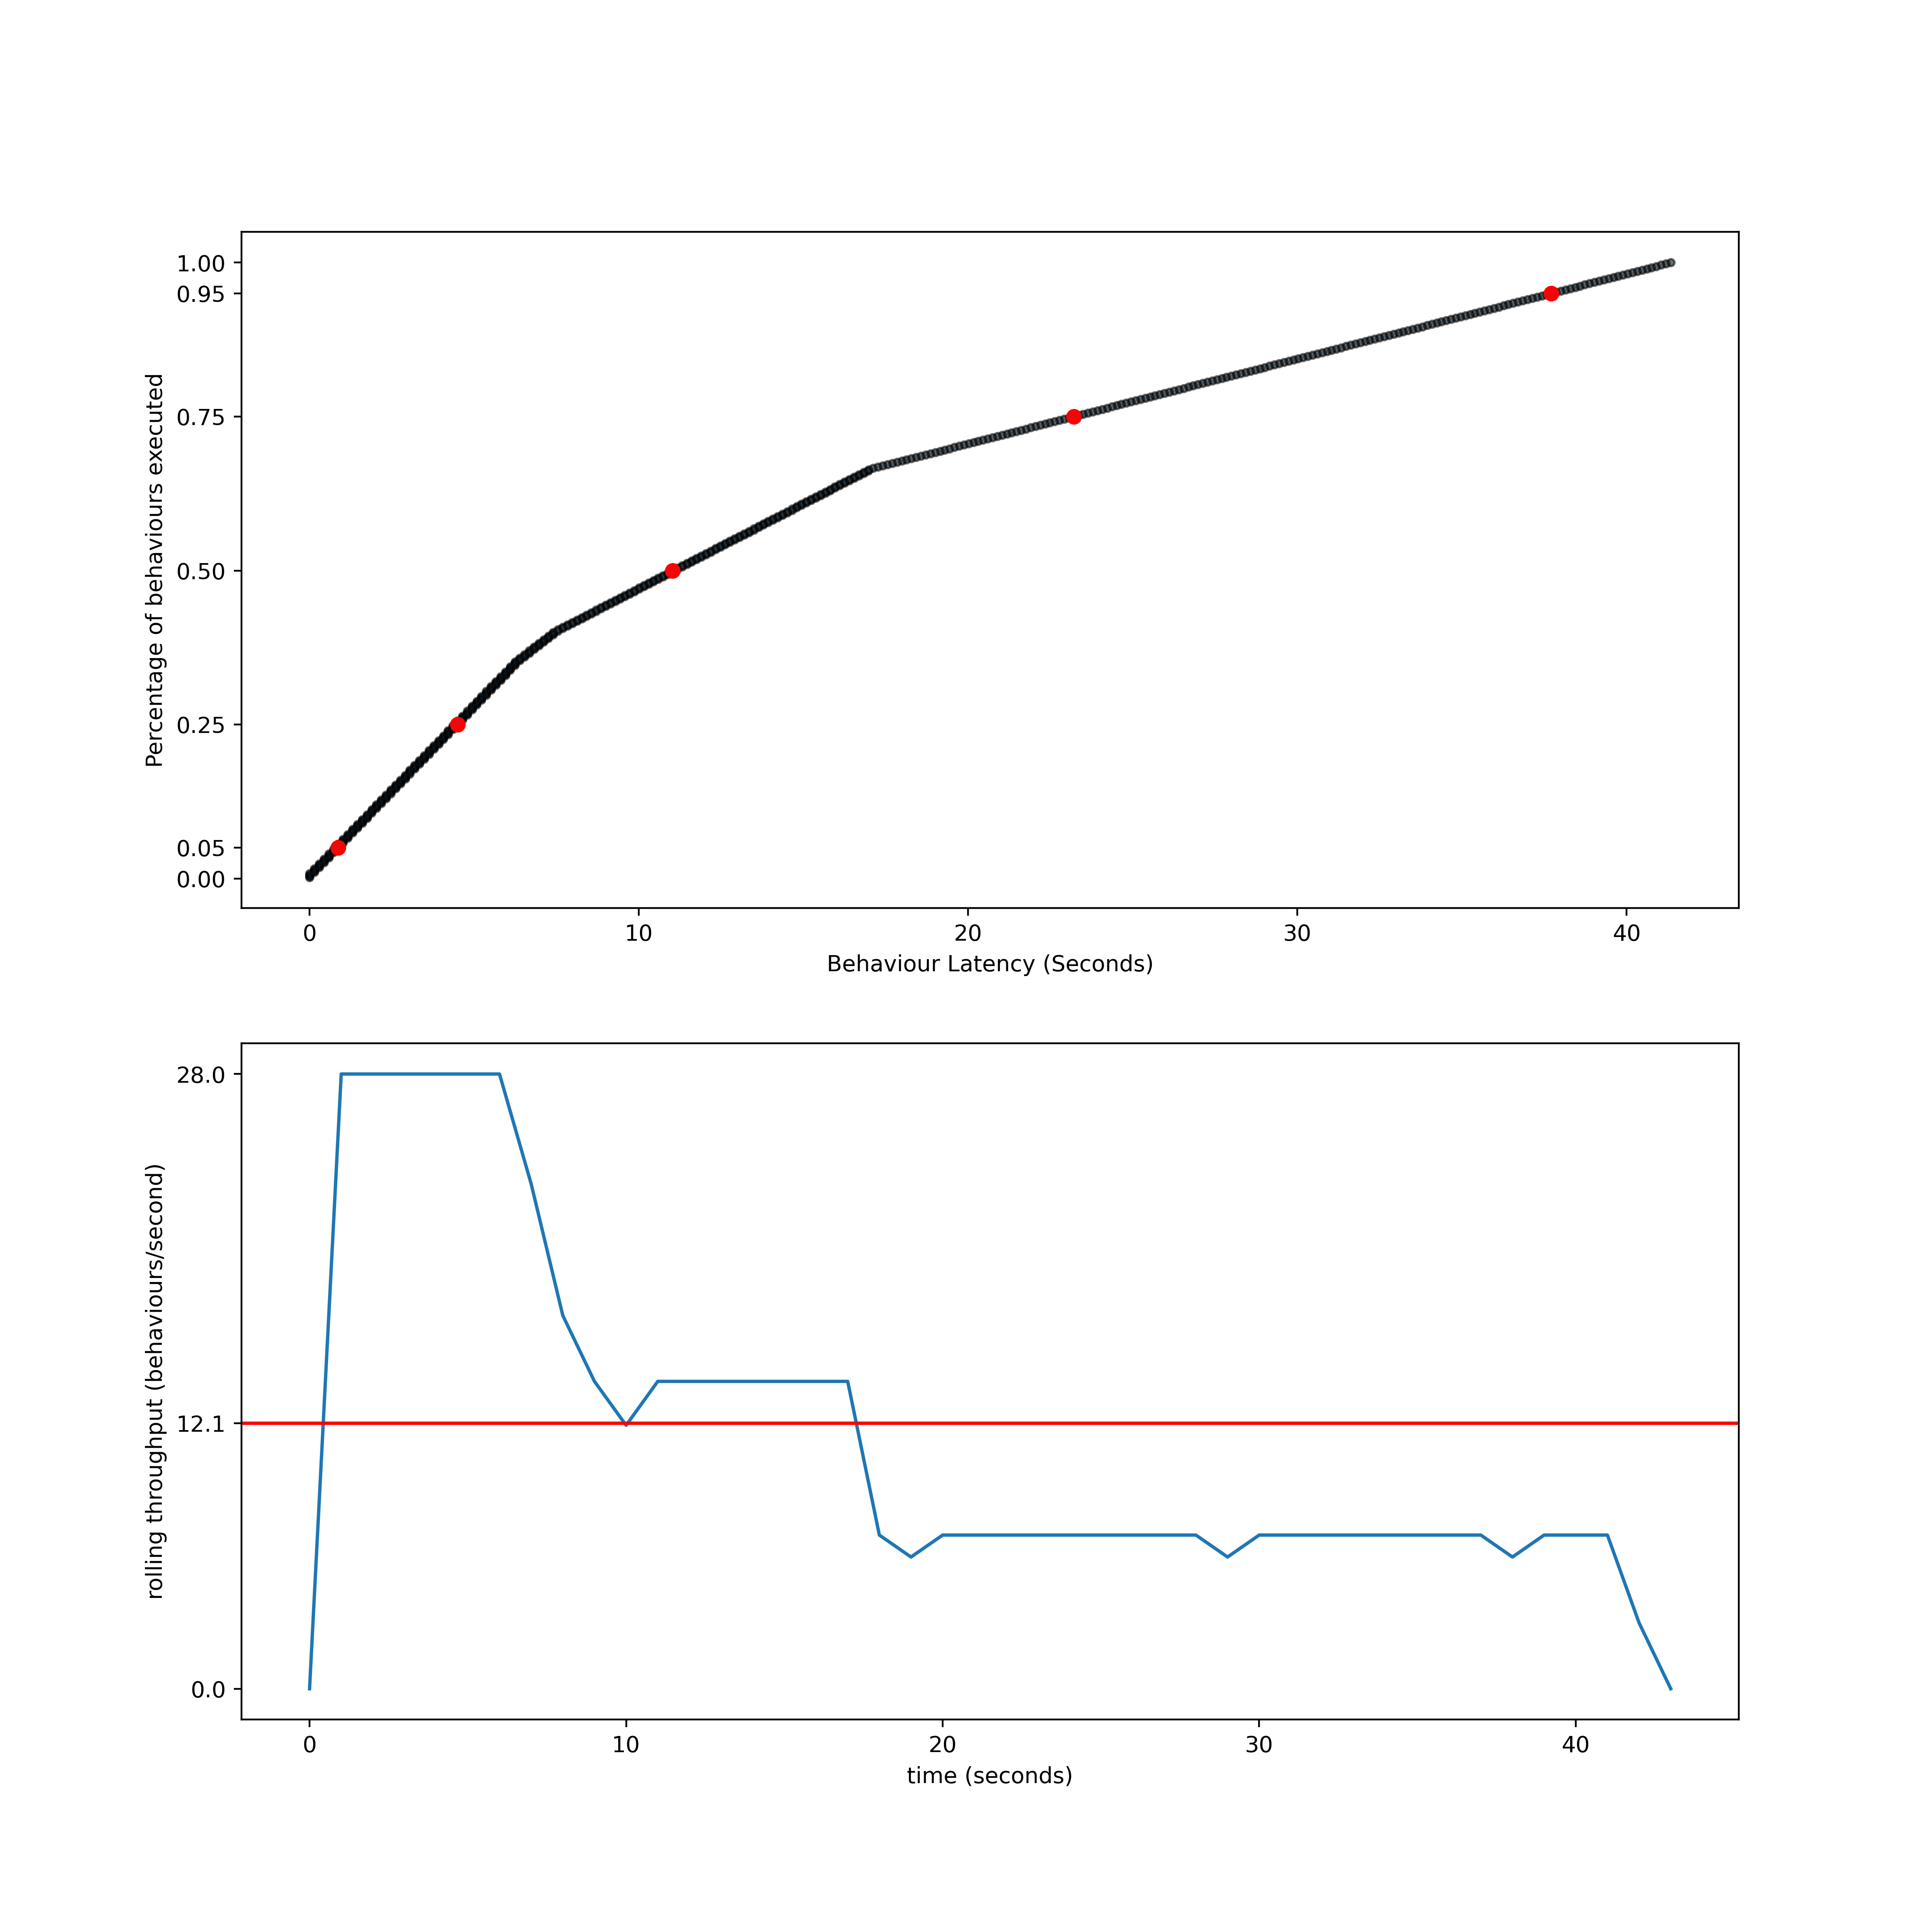 1.00
0.95
0.75
0.50
0.25
0.05
0.00
Percentage of behaviours executed
0 10 20 30 40
Behaviour Latency (Seconds)
28.0
12.1
0.0
rolling throughput (behaviours/second)
0 10 20 30 40
time (seconds)